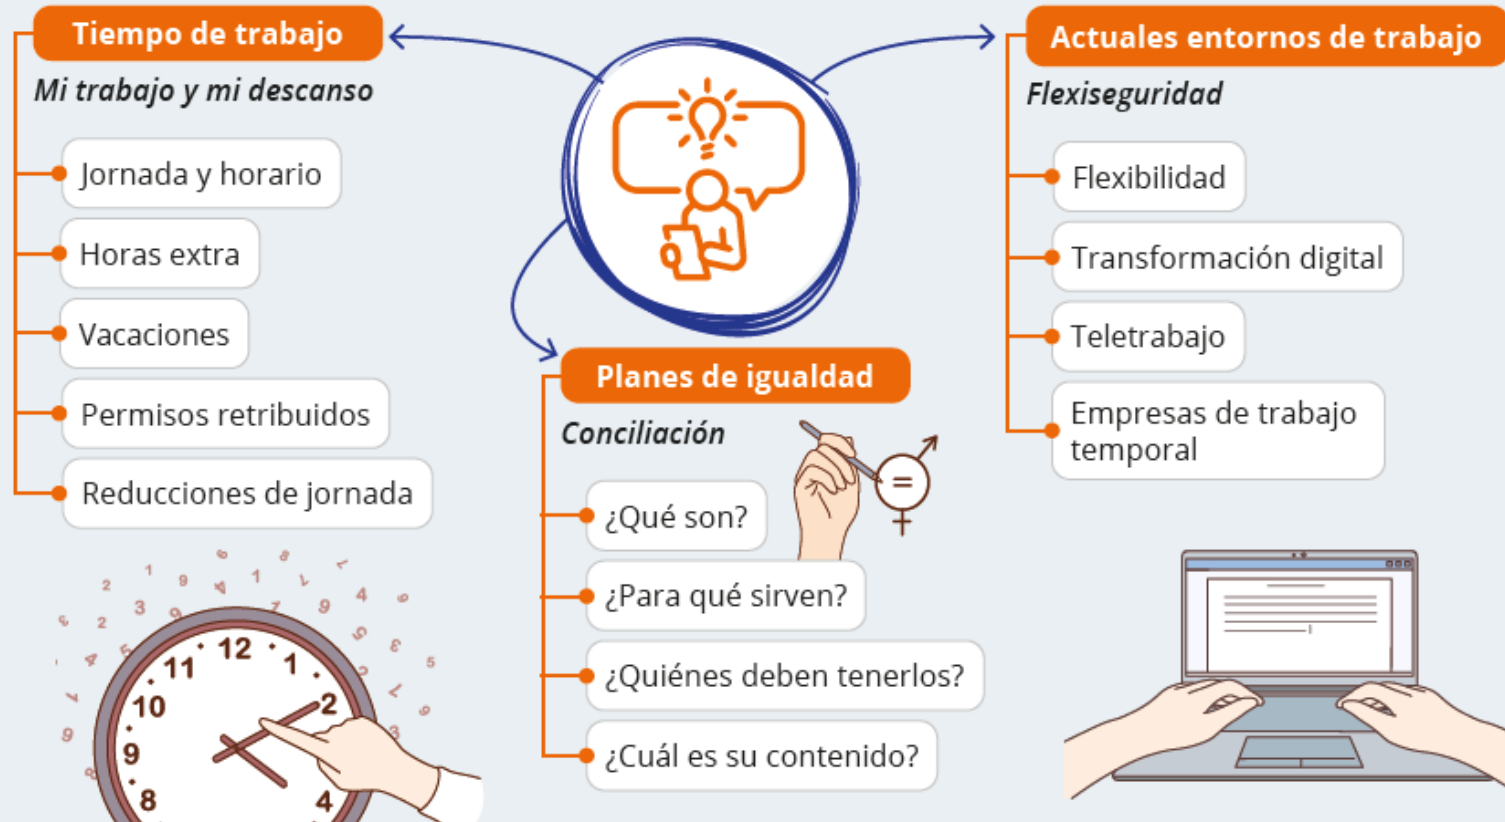 Tiempo de trabajo
Mi trabajo y mi descanso
Jornada y horario
Horas extra
Vacaciones
Permisos retribuidos
Reducciones de jornada
Planes de igualdad
Conciliación
¿Qué son?
¿Para qué sirven?
¿Quiénes deben tenerlos?
¿Cuál es su contenido?
Actuales entornos de trabajo
Flexiseguridad
Flexibilidad
Transformación digital
Teletrabajo
Empresas de trabajo
temporal
=
12
11
1
10
2
9
8
4